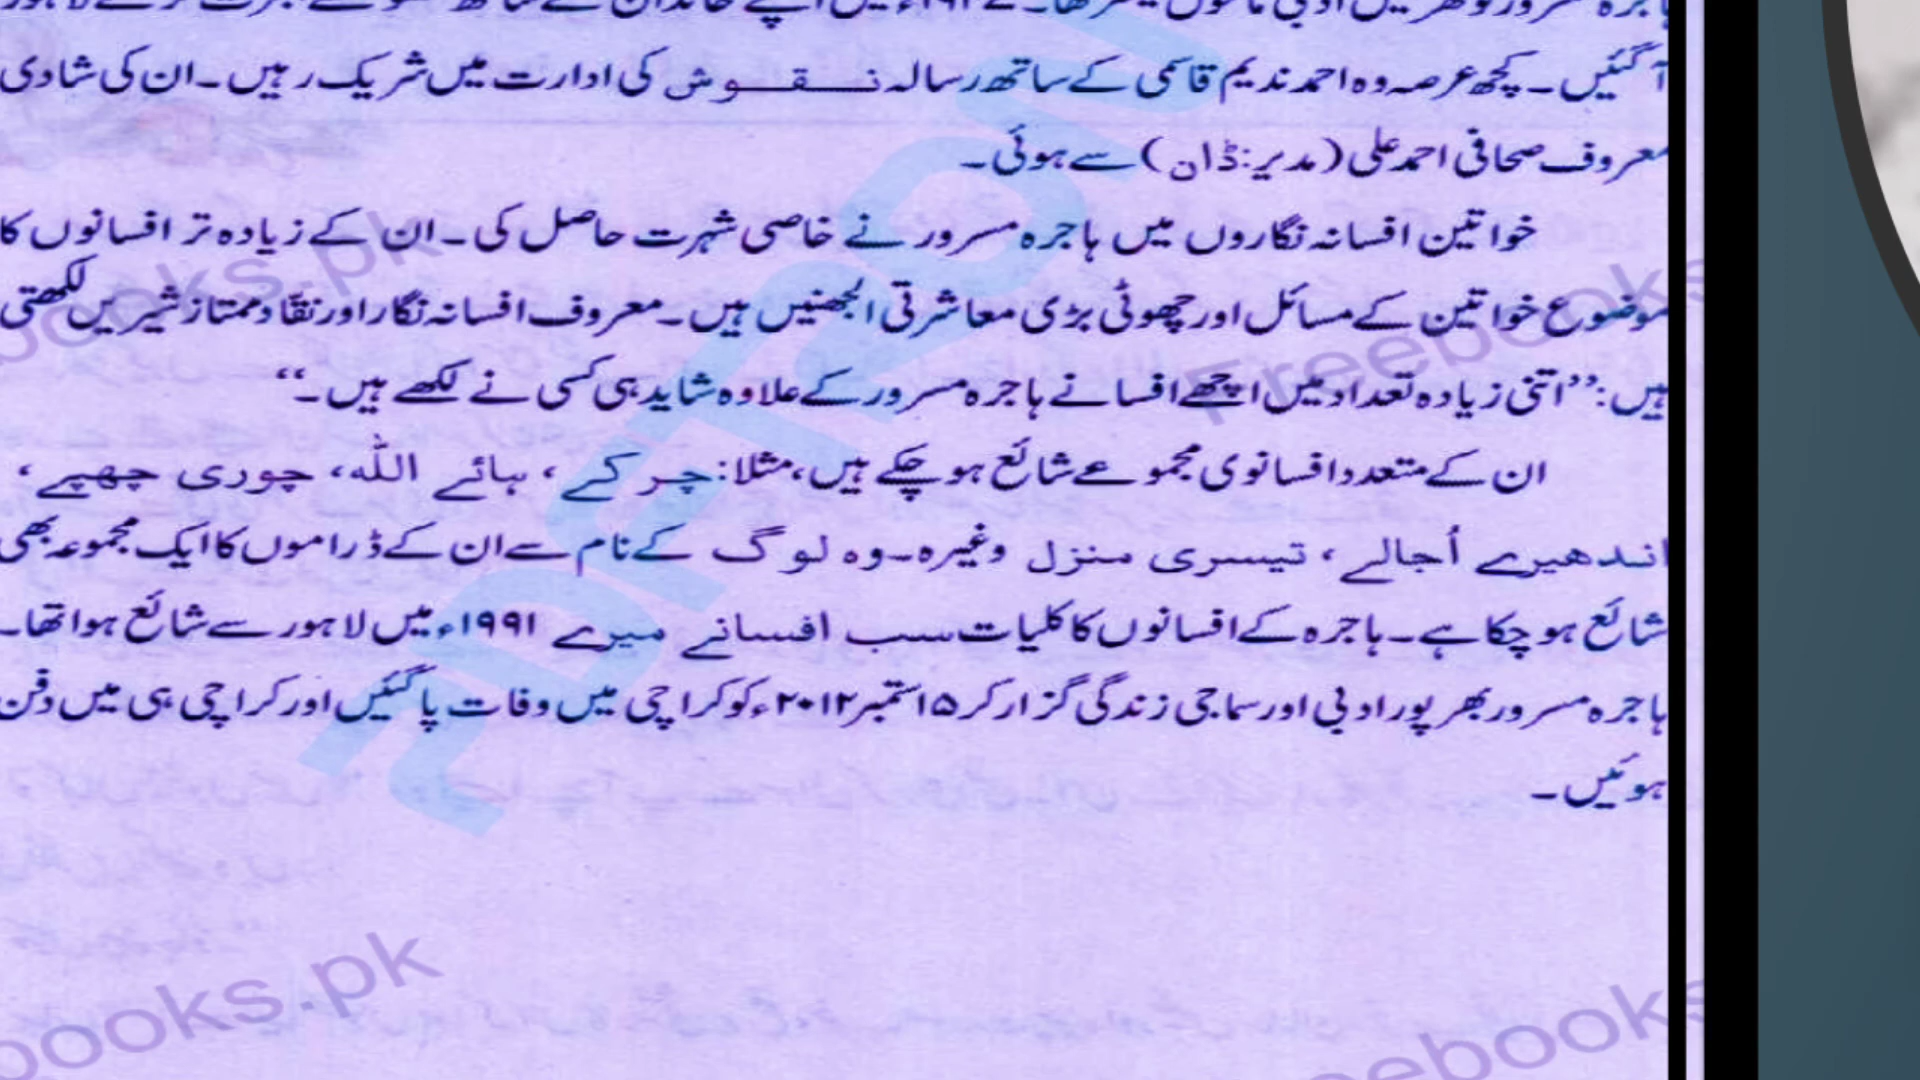 آ گئیں۔ کچھ عرصہ وہ احمد ندیم قاسمی کے ساتھ رسالہ نقوش کی ادارت میں شریک رہیں۔ ان کی شادی
معروف صحافی احمد علی (مدیر: ڈان) سے ہوئی۔
خواتین افسانہ نگاروں میں ہاجرہ مسرور نے خاصی شہرت حاصل کی۔ ان کے زیادہ تر افسانوں کا
موضوع خواتین کے مسائل اور چھوٹی بڑی معاشرتی الجھنیں ہیں۔ معروف افسانہ نگار اور نقّاد ممتاز شیریں لکھتی
ہیں: ”اتنی زیادہ تعداد میں اچھے افسانے ہاجرہ مسرور کے علاوہ شاید ہی کسی نے لکھے ہیں۔“
ان کے متعدد افسانوی مجموعے شائع ہو چکے ہیں، مثلا: چرکے، ہائے اللہ، چوری چھپے،
اندھیرے اُجالے، تیسری منزل وغیرہ۔ وہ لوگ کے نام سے ان کے ڈراموں کا ایک مجموعہ بھی
شائع ہو چکا ہے۔ ہاجرہ کے افسانوں کا کلیات سب افسانے میرے ۱۹۹۱ء میں لاہور سے شائع ہوا تھا۔
ہاجرہ مسرور بھرپور ادبی اور سماجی زندگی گزار کر ۱۵ ستمبر ۲۰۱۲ء کو کراچی میں وفات پا گئیں اور کراچی ہی میں دفن
ہوئیں۔
books.pk
Freebooks
books.pk
eebooks